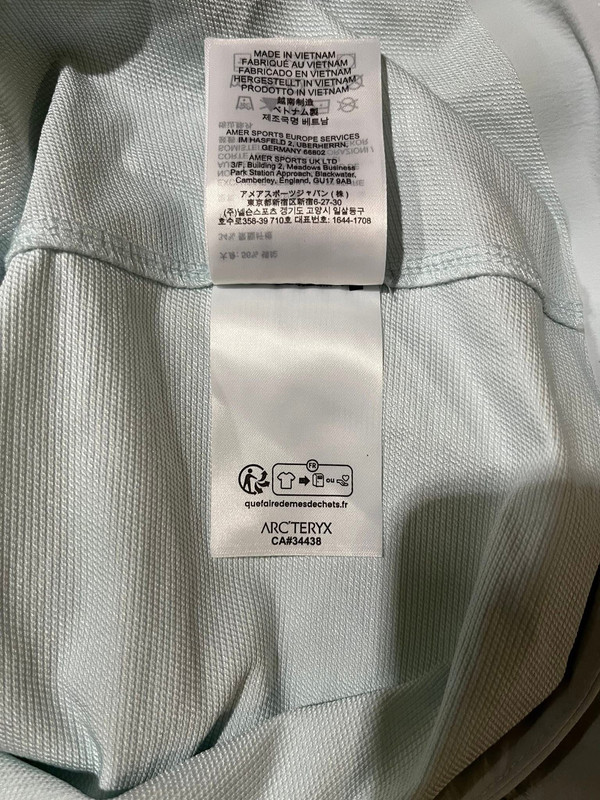 MADE IN VIETNAM
FABRIQUÉ AU VIETNAM
FABRICADO EN VIETNAM
HERGESTELLT IN VIETNAM
PRODOTTO IN VIETNAM
越南制造
ベトナム製
제조국명 베트남
AMER SPORTS EUROPE SERVICES
IM HASFELD 2, UBERHERRN,
GERMANY 66802
AMER SPORTS UK LTD
3/F, Building 2, Meadows Business
Park Station Approach, Blackwater,
Camberley, England, GU17 9AB
アメアスポーツジャパン (株)
東京都新宿区新宿6-27-30
(주)넬슨스포츠 경기도 고양시 일산동구
호수로358-39 710호 대표번호: 1644-1708
FR
OU
quefairedemesdechets.fr
ARC'TERYX
CA#34438